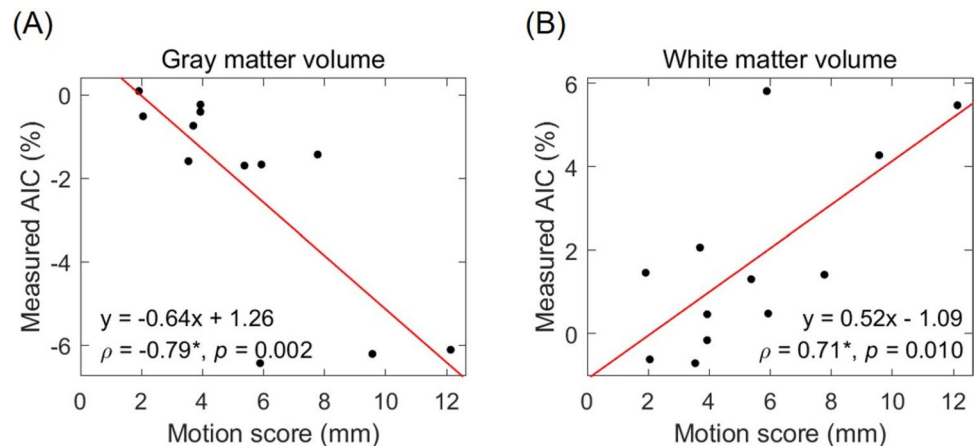 (A)
Gray matter volume
Measured AIC (%)
0
-2
-4
-6
y = -0.64x + 1.26
ρ = -0.79*, p = 0.002
0 2 4 6 8 10 12
Motion score (mm)
(B)
White matter volume
Measured AIC (%)
6
4
2
0
y = 0.52x - 1.09
ρ = 0.71*, p = 0.010
0 2 4 6 8 10 12
Motion score (mm)